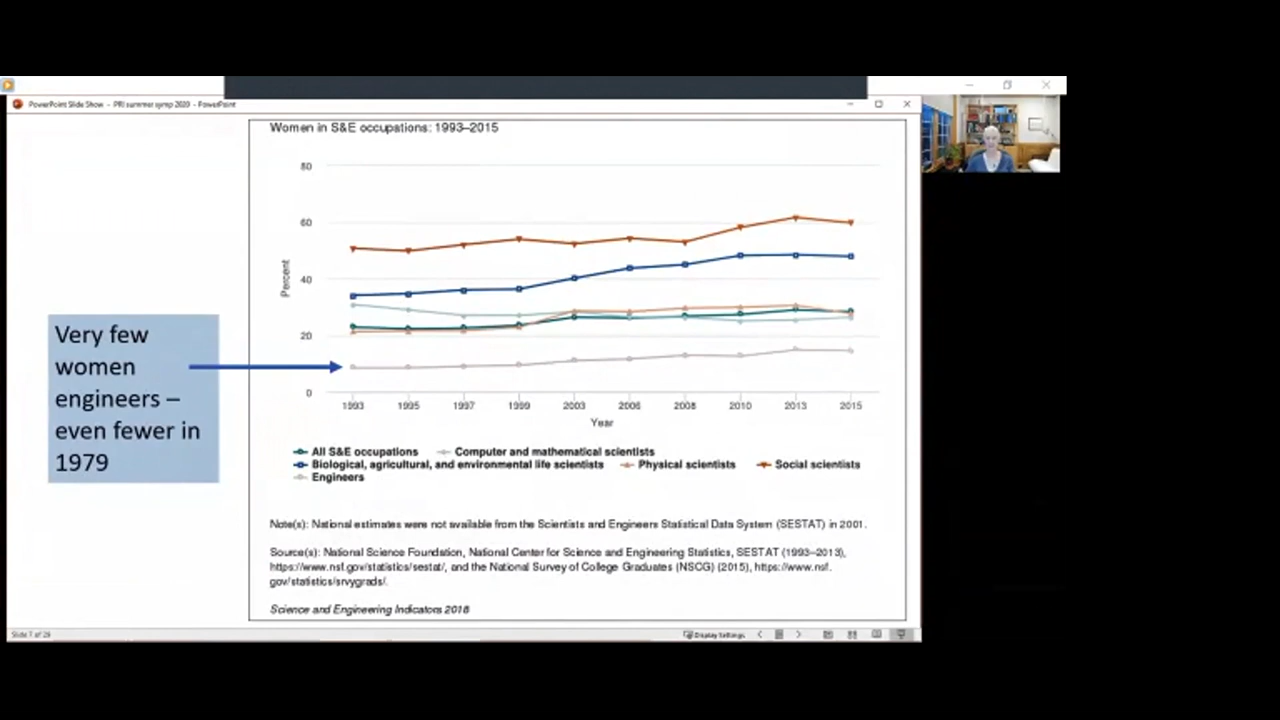 PowerPoint Slide Show - PRI summer symp 2020 - PowerPoint
Women in S&E occupations: 1993–2015
80
60
40
20
0
Percent
1993 1995 1997 1999 2003 2006 2008 2010 2013 2015
Year
Very few
women
engineers –
even fewer in
1979
All S&E occupations Computer and mathematical scientists
Biological, agricultural, and environmental life scientists Physical scientists Social scientists
Engineers
Note(s): National estimates were not available from the Scientists and Engineers Statistical Data System (SESTAT) in 2001.
Source(s): National Science Foundation, National Center for Science and Engineering Statistics, SESTAT (1993–2013),
https://www.nsf.gov/statistics/sestat/, and the National Survey of College Graduates (NSCG) (2015), https://www.nsf.
gov/statistics/srvygrads/.
Science and Engineering Indicators 2018
Slide 7 of 29 Display Settings